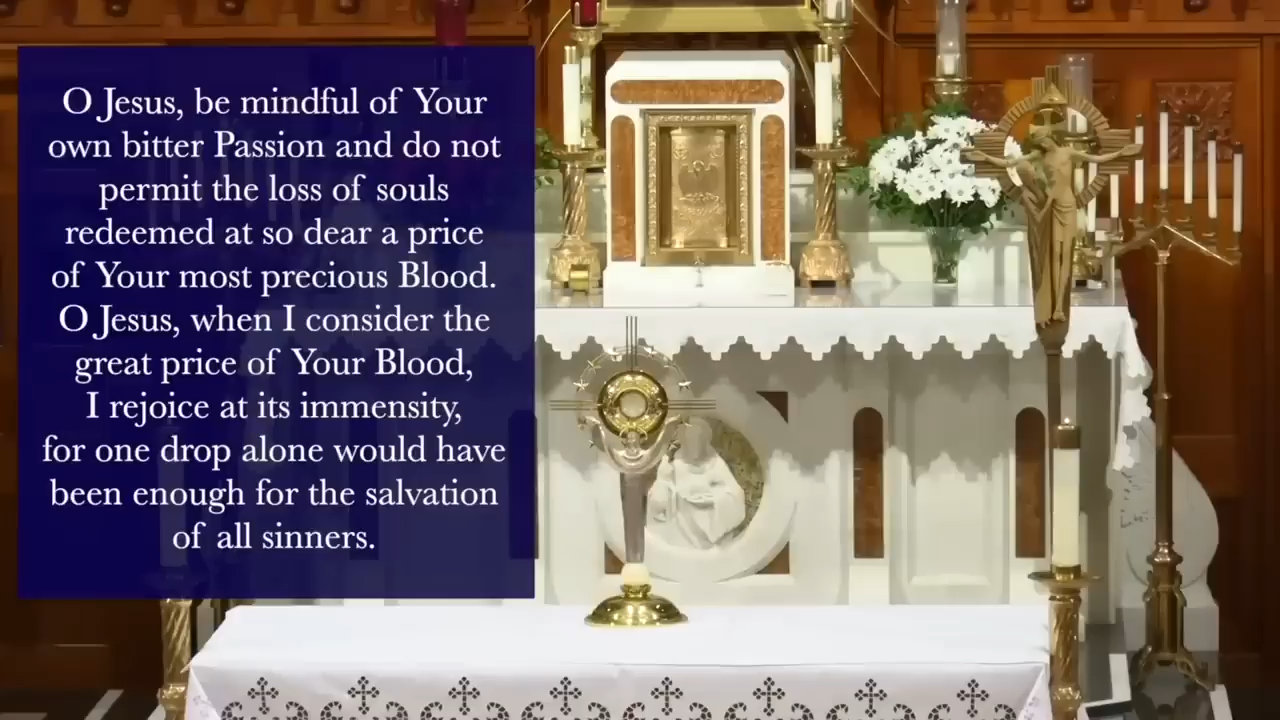 O Jesus, be mindful of Your
own bitter Passion and do not
permit the loss of souls
redeemed at so dear a price
of Your most precious Blood.
O Jesus, when I consider the
great price of Your Blood,
I rejoice at its immensity,
for one drop alone would have
been enough for the salvation
of all sinners.